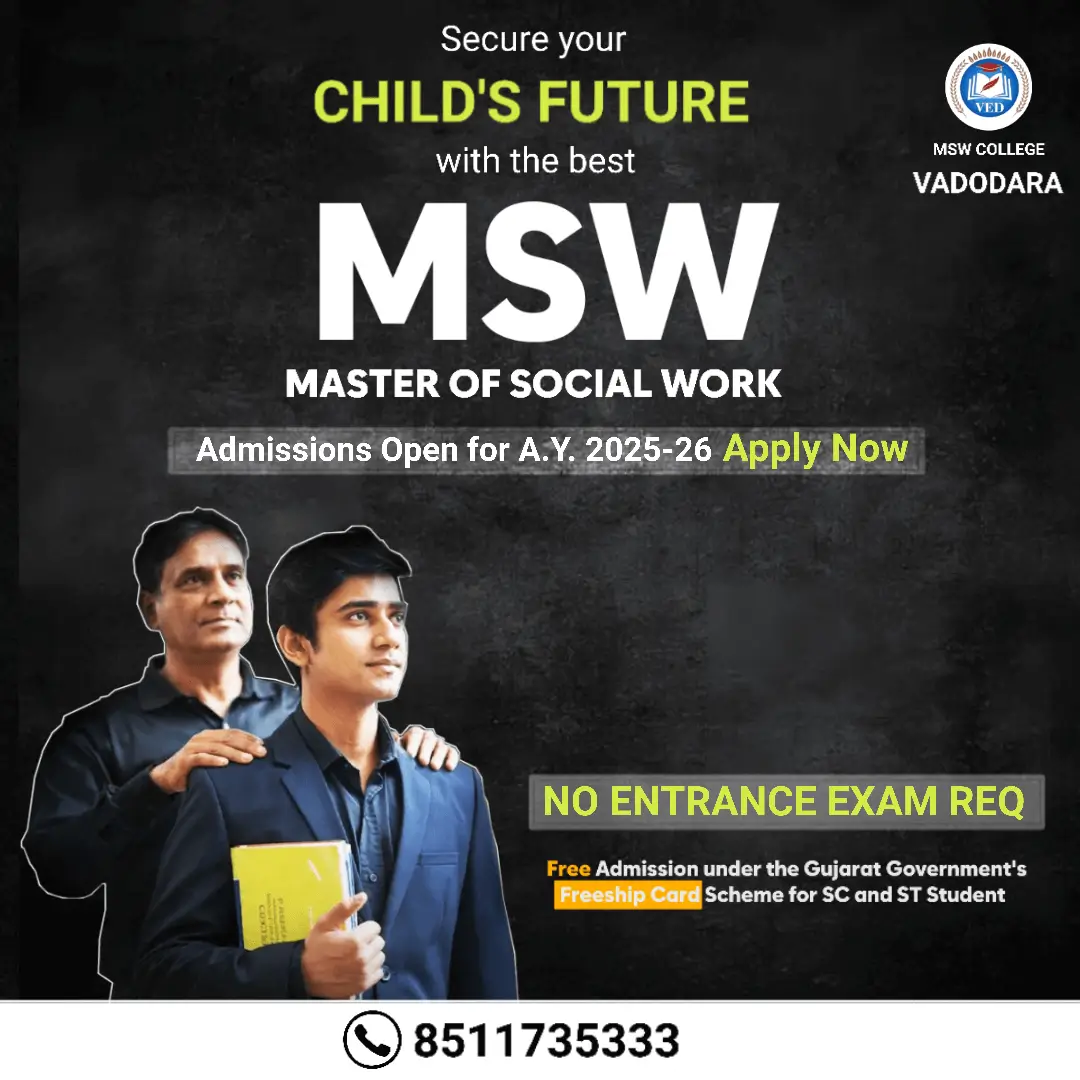 Secure your
CHILD'S FUTURE
with the best
MSW
MASTER OF SOCIAL WORK
Admissions Open for A.Y. 2025-26 Apply Now
VED
MSW COLLEGE
VADODARA
NO ENTRANCE EXAM REQ
Free Admission under the Gujarat Government's
Freeship Card Scheme for SC and ST Student
8511735333